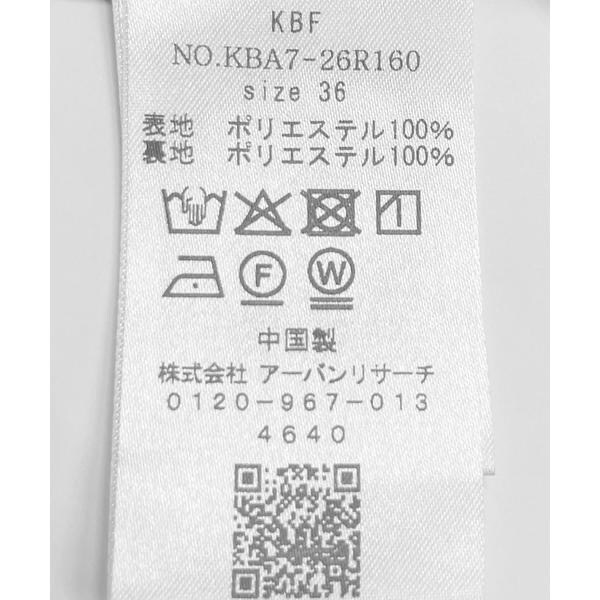 KBF
NO.KBA7-26R160
size 36
表地 ポリエステル100%
裏地 ポリエステル100%
F W
中国製
株式会社 アーバンリサーチ
0120-967-013
4640